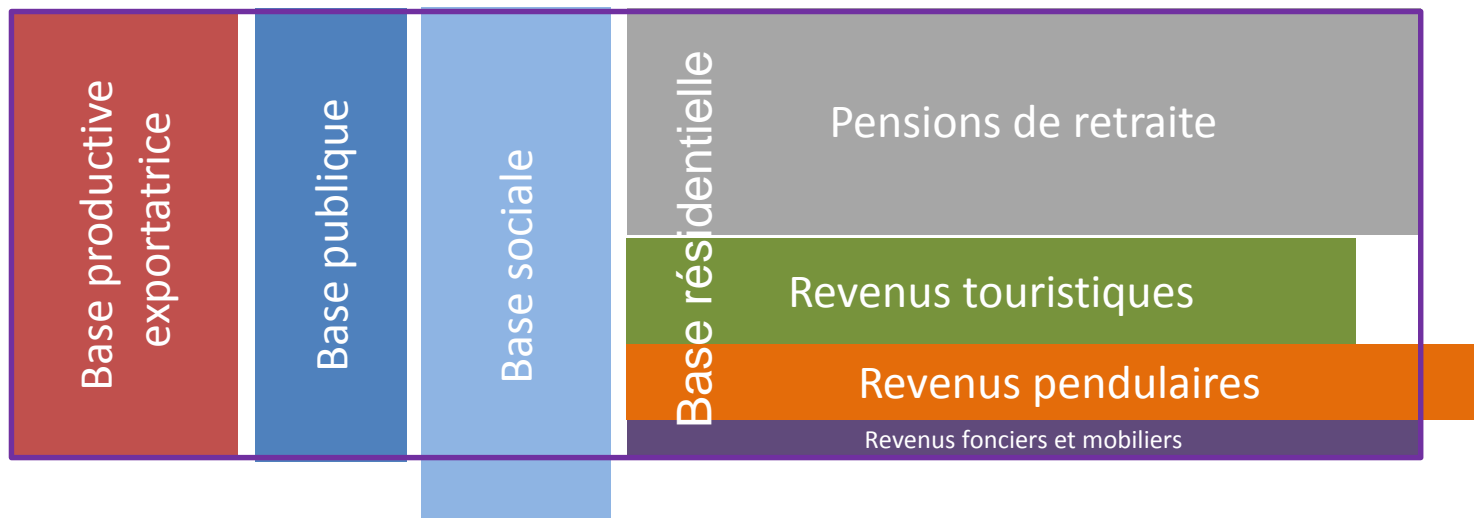 Base productive
exportatrice
Base publique
Base sociale
Base résidentielle
Pensions de retraite
Revenus touristiques
Revenus pendulaires
Revenus fonciers et mobiliers